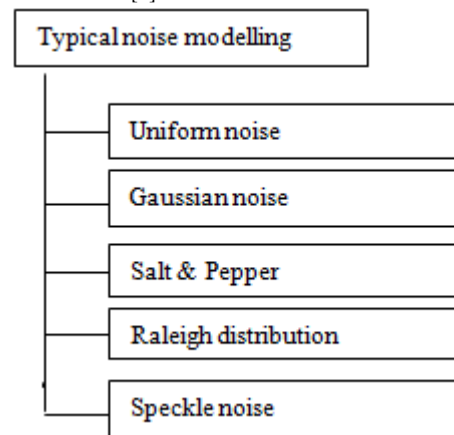 Typical noise modelling
Uniform noise
Gaussian noise
Salt & Pepper
Raleigh distribution
Speckle noise